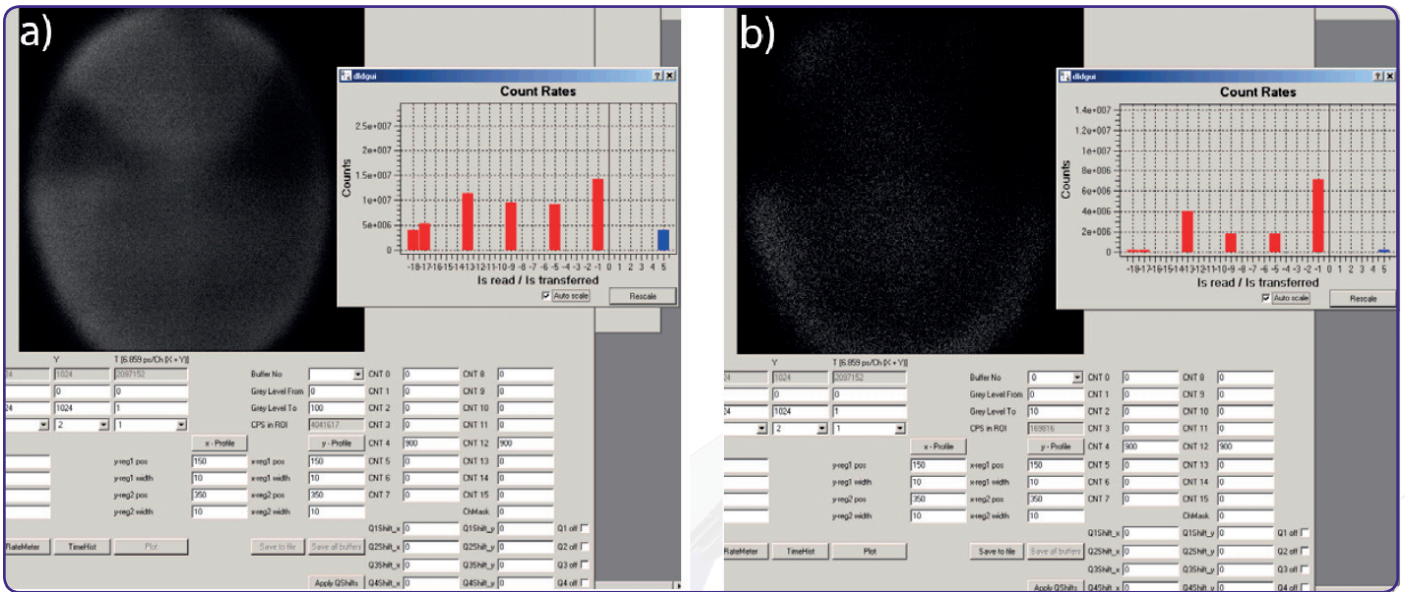 a)
dldgui
Count Rates
2.5e+007
2e+007
1.5e+007
1e+007
5e+006
0
Counts
-18-17-16-15-14-13-12-11-10-9 -8 -7 -6 -5 -4 -3 -2 -1 0 1 2 3 4 5
Is read / Is transferred
Auto scale Rescale
Y T [6.859 ps/Ch (X + Y)]
24 1024 2097152 Buffer No CNT 0 0 CNT 8 0
0 0 Grey Level From 0 CNT 1 0 CNT 9 0
24 1024 1 Grey Level To 100 CNT 2 0 CNT 10 0
2 1 CPS in ROI 4041617 CNT 3 0 CNT 11 0
x - Profile y - Profile CNT 4 900 CNT 12 900
y-reg1 pos 150 x-reg1 pos 150 CNT 5 0 CNT 13 0
y-reg1 width 10 x-reg1 width 10 CNT 6 0 CNT 14 0
y-reg2 pos 350 x-reg2 pos 350 CNT 7 0 CNT 15 0
y-reg2 width 10 x-reg2 width 10 ChMask 0
Q1Shift_x 0 Q1Shift_y 0 Q1 off
RateMeter TimeHist Plot Save to file Save all buffers Q2Shift_x 0 Q2Shift_y 0 Q2 off
Q3Shift_x 0 Q3Shift_y 0 Q3 off
Apply QShifts Q4Shift_x 0 Q4Shift_y 0 Q4 off
b)
dldgui
Count Rates
1.4e+007
1.2e+007
1e+007
8e+006
6e+006
4e+006
2e+006
0
Counts
-18-17-16-15-14-13-12-11-10-9 -8 -7 -6 -5 -4 -3 -2 -1 0 1 2 3 4 5
Is read / Is transferred
Auto scale Rescale
Y T [6.859 ps/Ch (X + Y)]
24 1024 2097152 Buffer No 0 CNT 0 0 CNT 8 0
0 0 Grey Level From 0 CNT 1 0 CNT 9 0
24 1024 1 Grey Level To 10 CNT 2 0 CNT 10 0
2 1 CPS in ROI 169816 CNT 3 0 CNT 11 0
x - Profile y - Profile CNT 4 900 CNT 12 900
y-reg1 pos 150 x-reg1 pos 150 CNT 5 0 CNT 13 0
y-reg1 width 10 x-reg1 width 10 CNT 6 0 CNT 14 0
y-reg2 pos 350 x-reg2 pos 350 CNT 7 0 CNT 15 0
y-reg2 width 10 x-reg2 width 10 ChMask 0
Q1Shift_x 0 Q1Shift_y 0 Q1 off
RateMeter TimeHist Plot Save to file Save all buffers Q2Shift_x 0 Q2Shift_y 0 Q2 off
Q3Shift_x 0 Q3Shift_y 0 Q3 off
Apply QShifts Q4Shift_x 0 Q4Shift_y 0 Q4 off